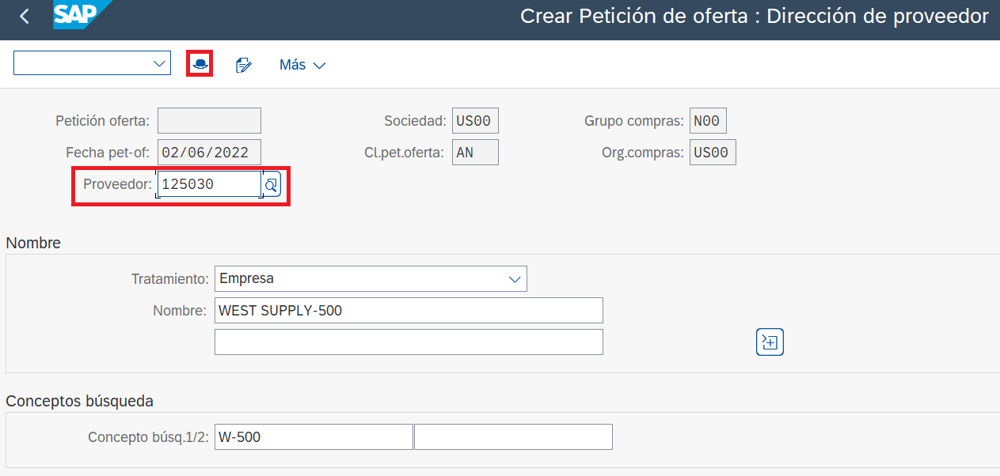 SAP
Crear Petición de oferta : Dirección de proveedor
Más
Petición oferta:
Sociedad: US00
Grupo compras: N00
Fecha pet-of: 02/06/2022
Cl.pet.oferta: AN
Org.compras: US00
Proveedor: 125030
Nombre
Tratamiento: Empresa
Nombre: WEST SUPPLY-500
Conceptos búsqueda
Concepto búsq.1/2: W-500